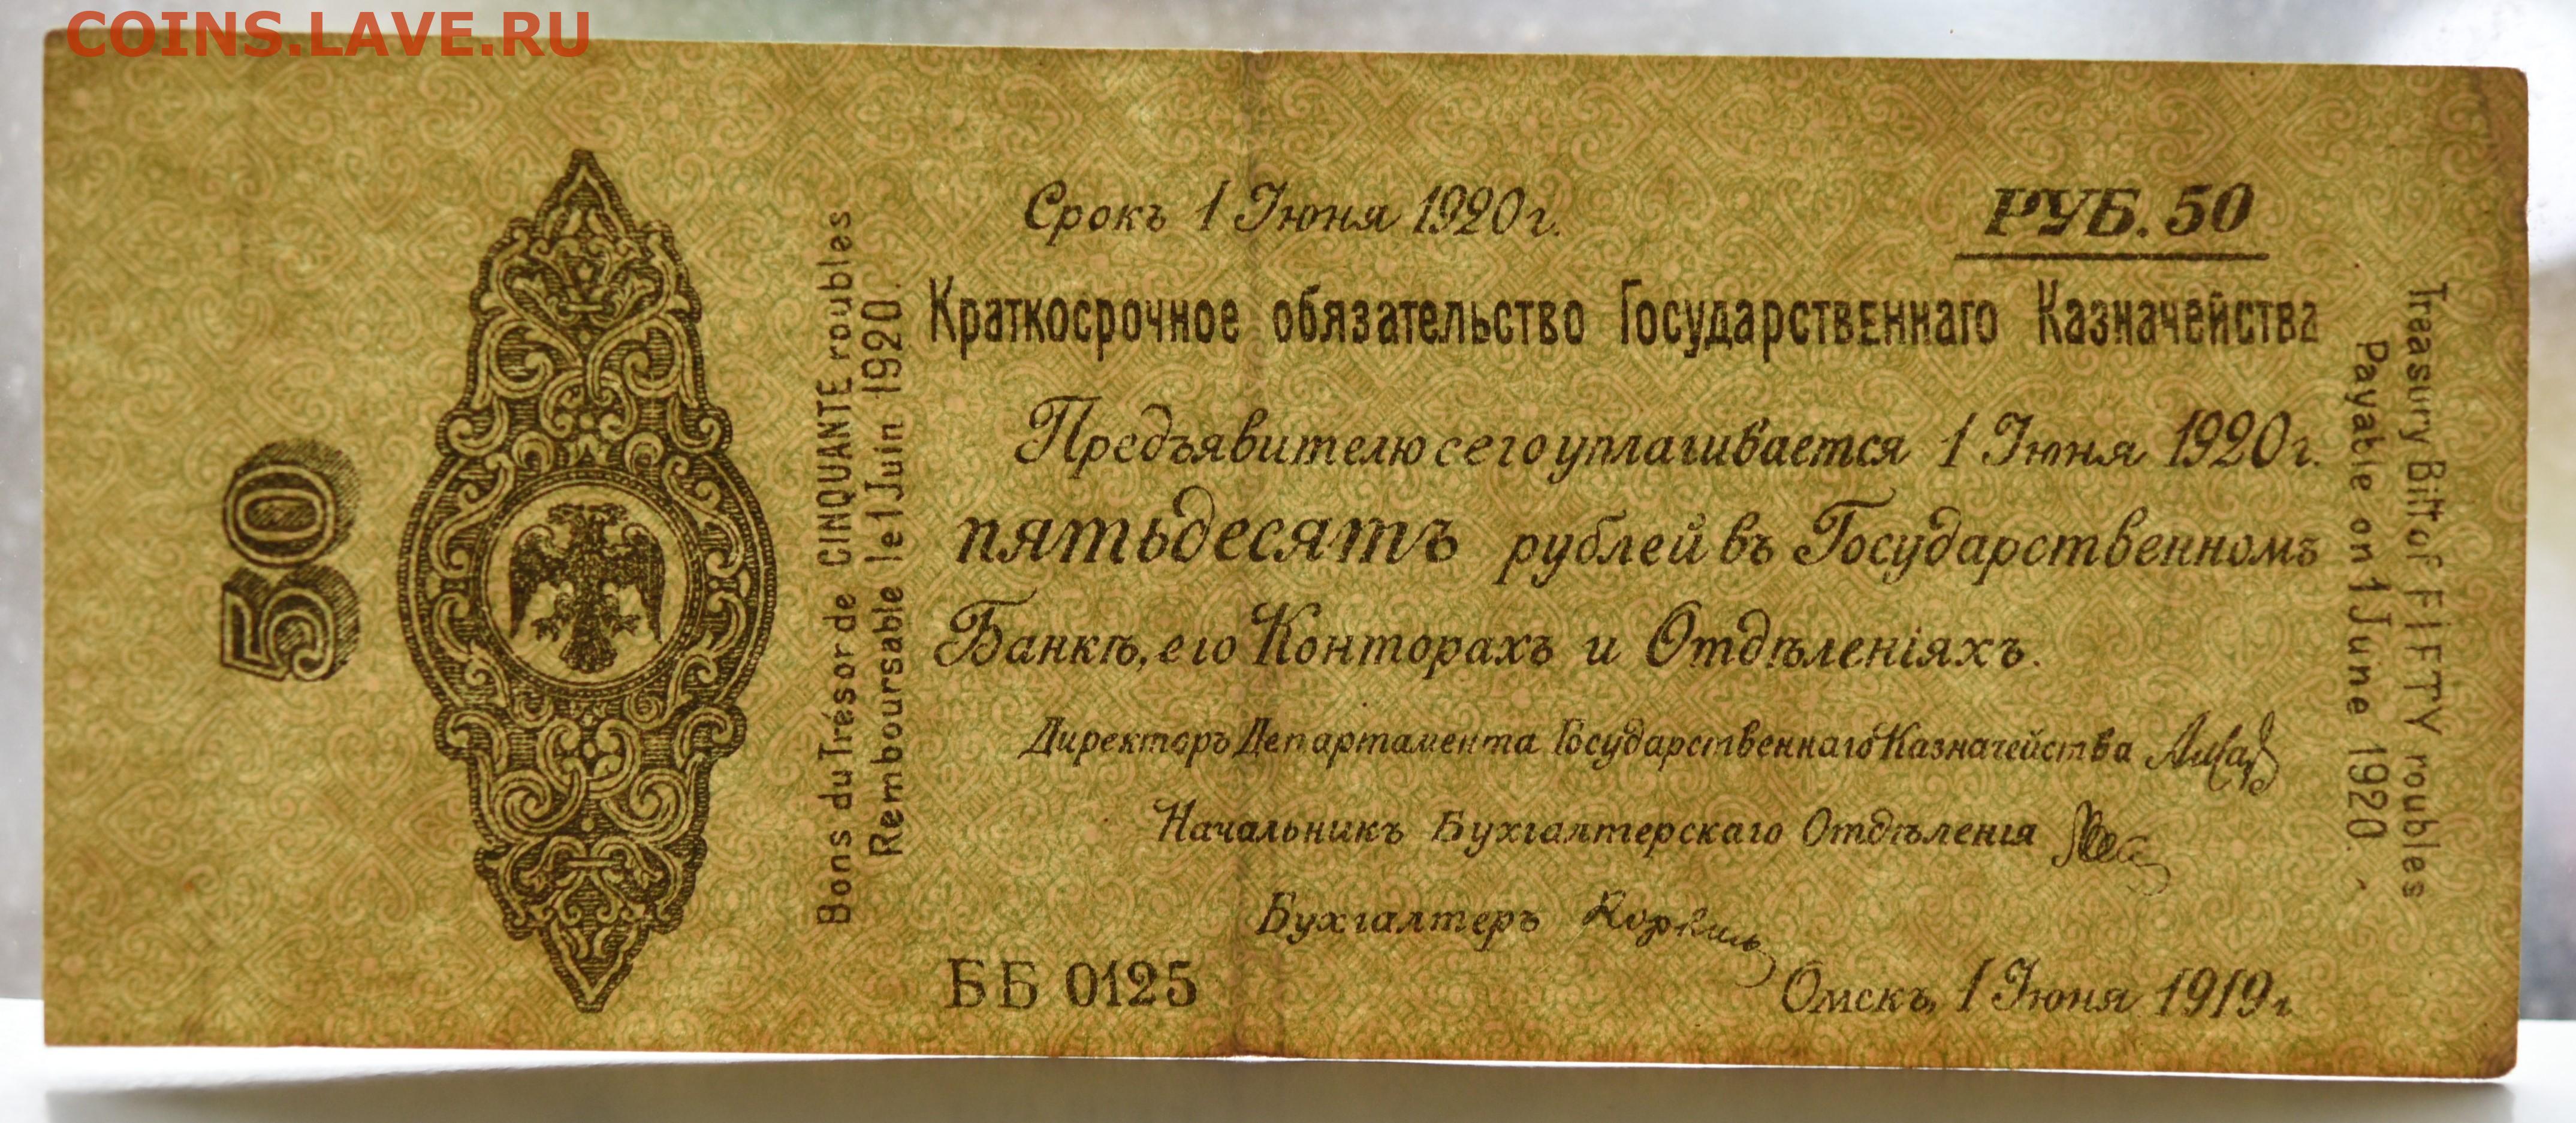 COINS.LAVE.RU
50
Bons du Trésor de CINQUANTE roubles
Remboursable le 1 Juin 1920.
Срокъ 1 Июня 1920 г.
РУБ. 50
Краткосрочное обязательство Государственнаго Казначейства
Предъявителю сего уплачивается 1 Июня 1920 г.
пятьдесятъ рублей въ Государственномъ
Банкѣ, его Конторахъ и Отдѣленіяхъ.
Директоръ Департамента Государственнаго Казначейства
Начальникъ Бухгалтерскаго Отдѣленія
Бухгалтеръ
ББ 0125
Омскъ, 1 Июня 1919 г
Treasury Bill of FIFTY roubles
Payable on 1 June 1920.